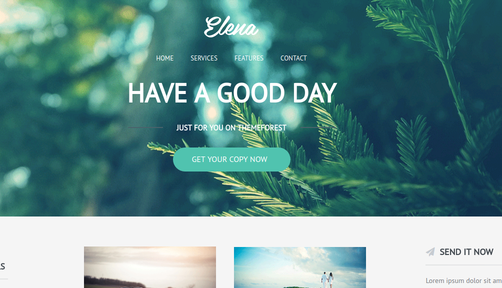 Elena
HOME SERVICES FEATURES CONTACT
HAVE A GOOD DAY
JUST FOR YOU ON THEMEFOREST
GET YOUR COPY NOW
SEND IT NOW
Lorem ipsum dolor sit am